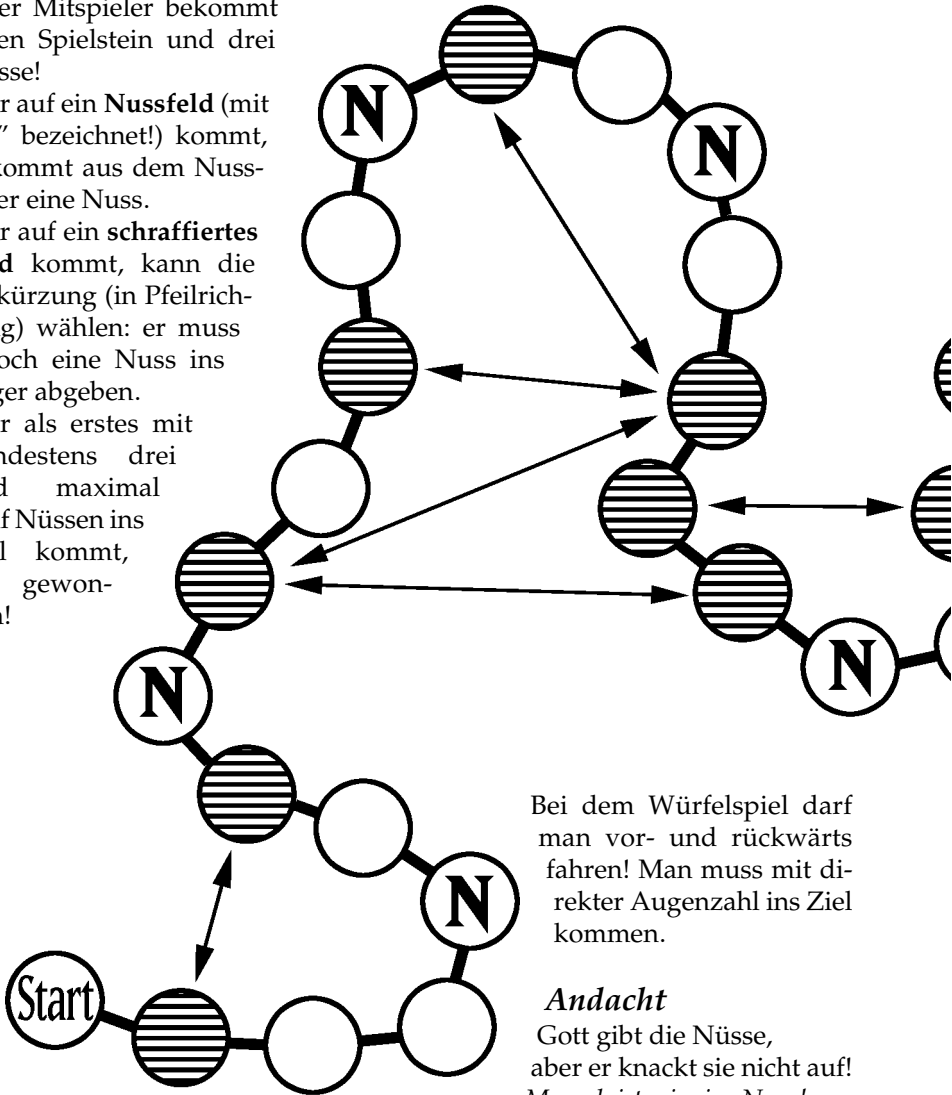 er Mitspieler bekommt
en Spielstein und drei
sse!
r auf ein Nussfeld (mit
” bezeichnet!) kommt,
kommt aus dem Nuss-
er eine Nuss.
r auf ein schraffiertes
d kommt, kann die
kürzung (in Pfeilrich-
g) wählen: er muss
och eine Nuss ins
ger abgeben.
r als erstes mit
ndestens drei
d maximal
f Nüssen ins
l kommt,
gewon-
n!
N
N
N
N
N
N
Start
Bei dem Würfelspiel darf
man vor- und rückwärts
fahren! Man muss mit di-
rekter Augenzahl ins Ziel
kommen.
Andacht
Gott gibt die Nüsse,
aber er knackt sie nicht auf!